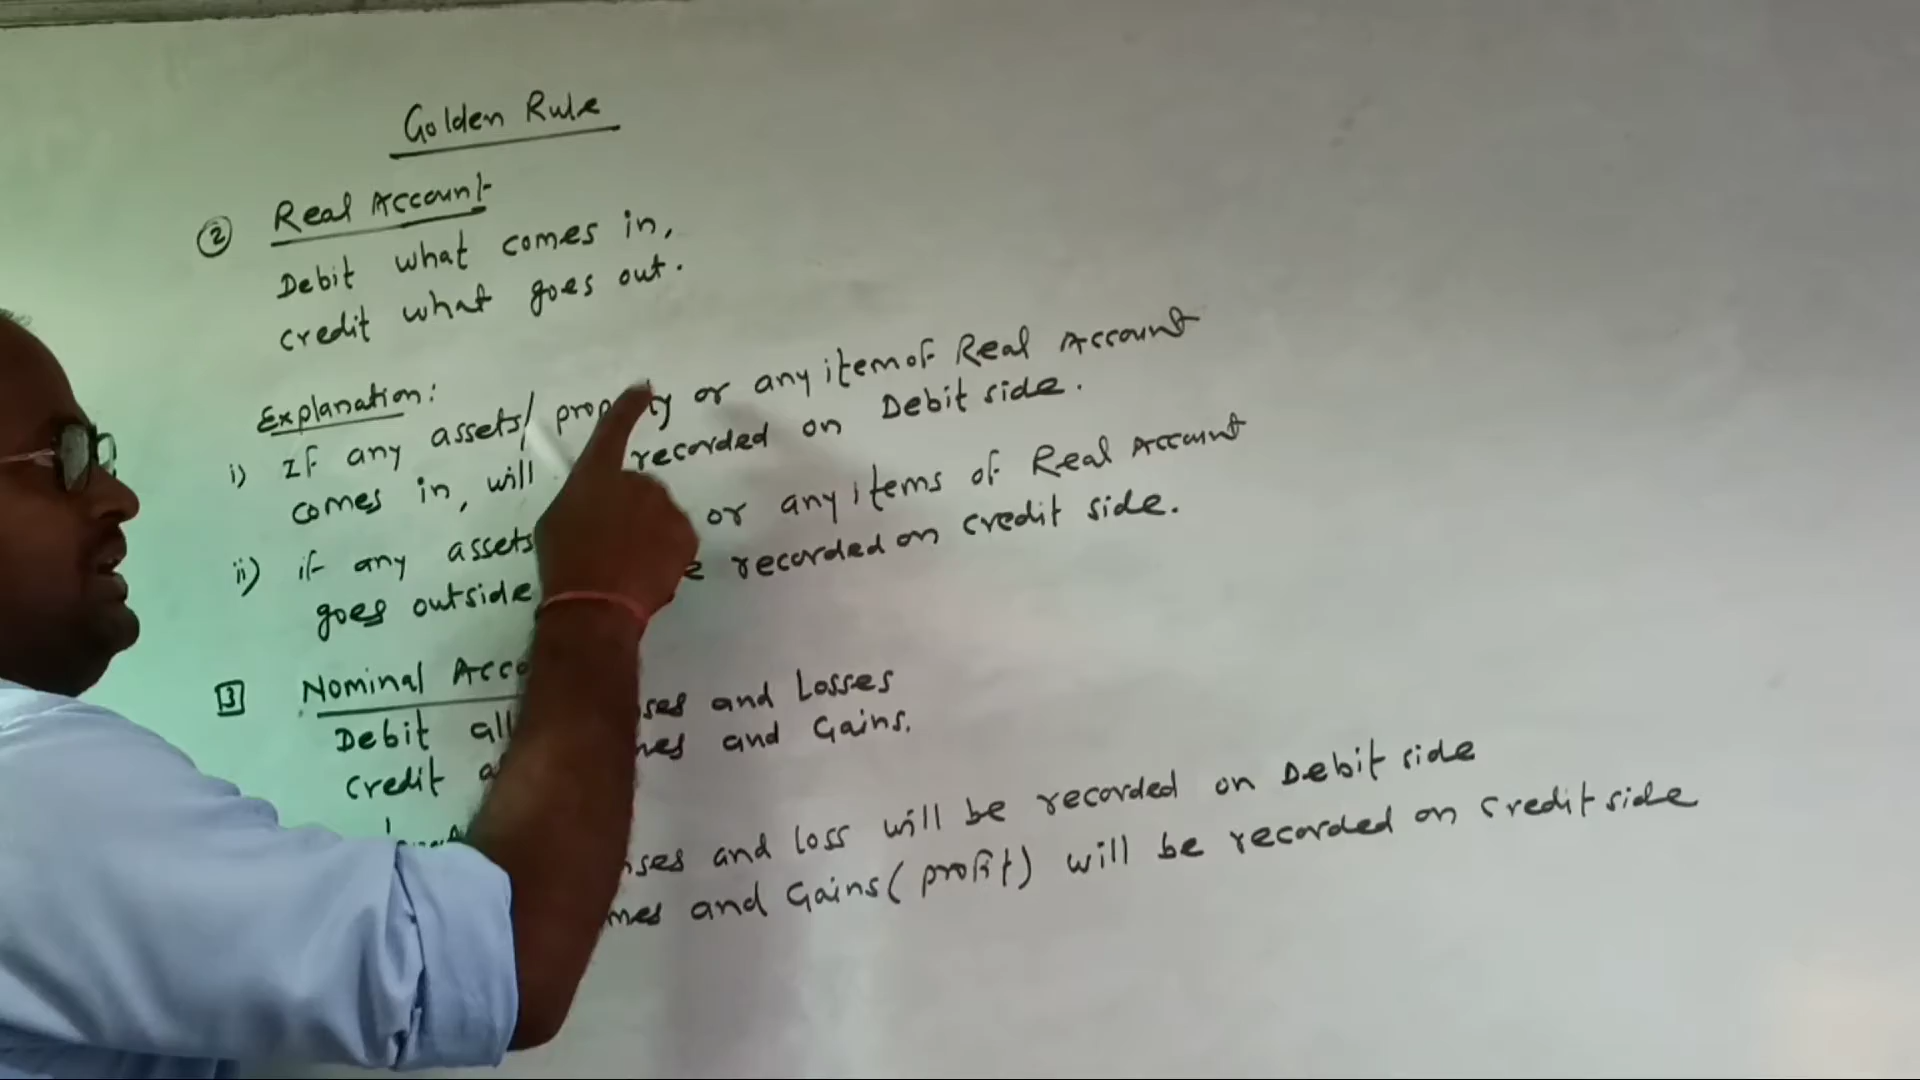 Golden Rule
② Real Account
Debit what comes in,
credit what goes out.
Explanation:
i) If any assets/ property or any item of Real Account
comes in, will recorded on Debit side.
ii) if any assets or any items of Real Account
goes outside recorded on credit side.
3 Nominal
Debit all and Losses
Credit and Gains.
and loss will be recorded on Debit side
and Gains (profit) will be recorded on credit side